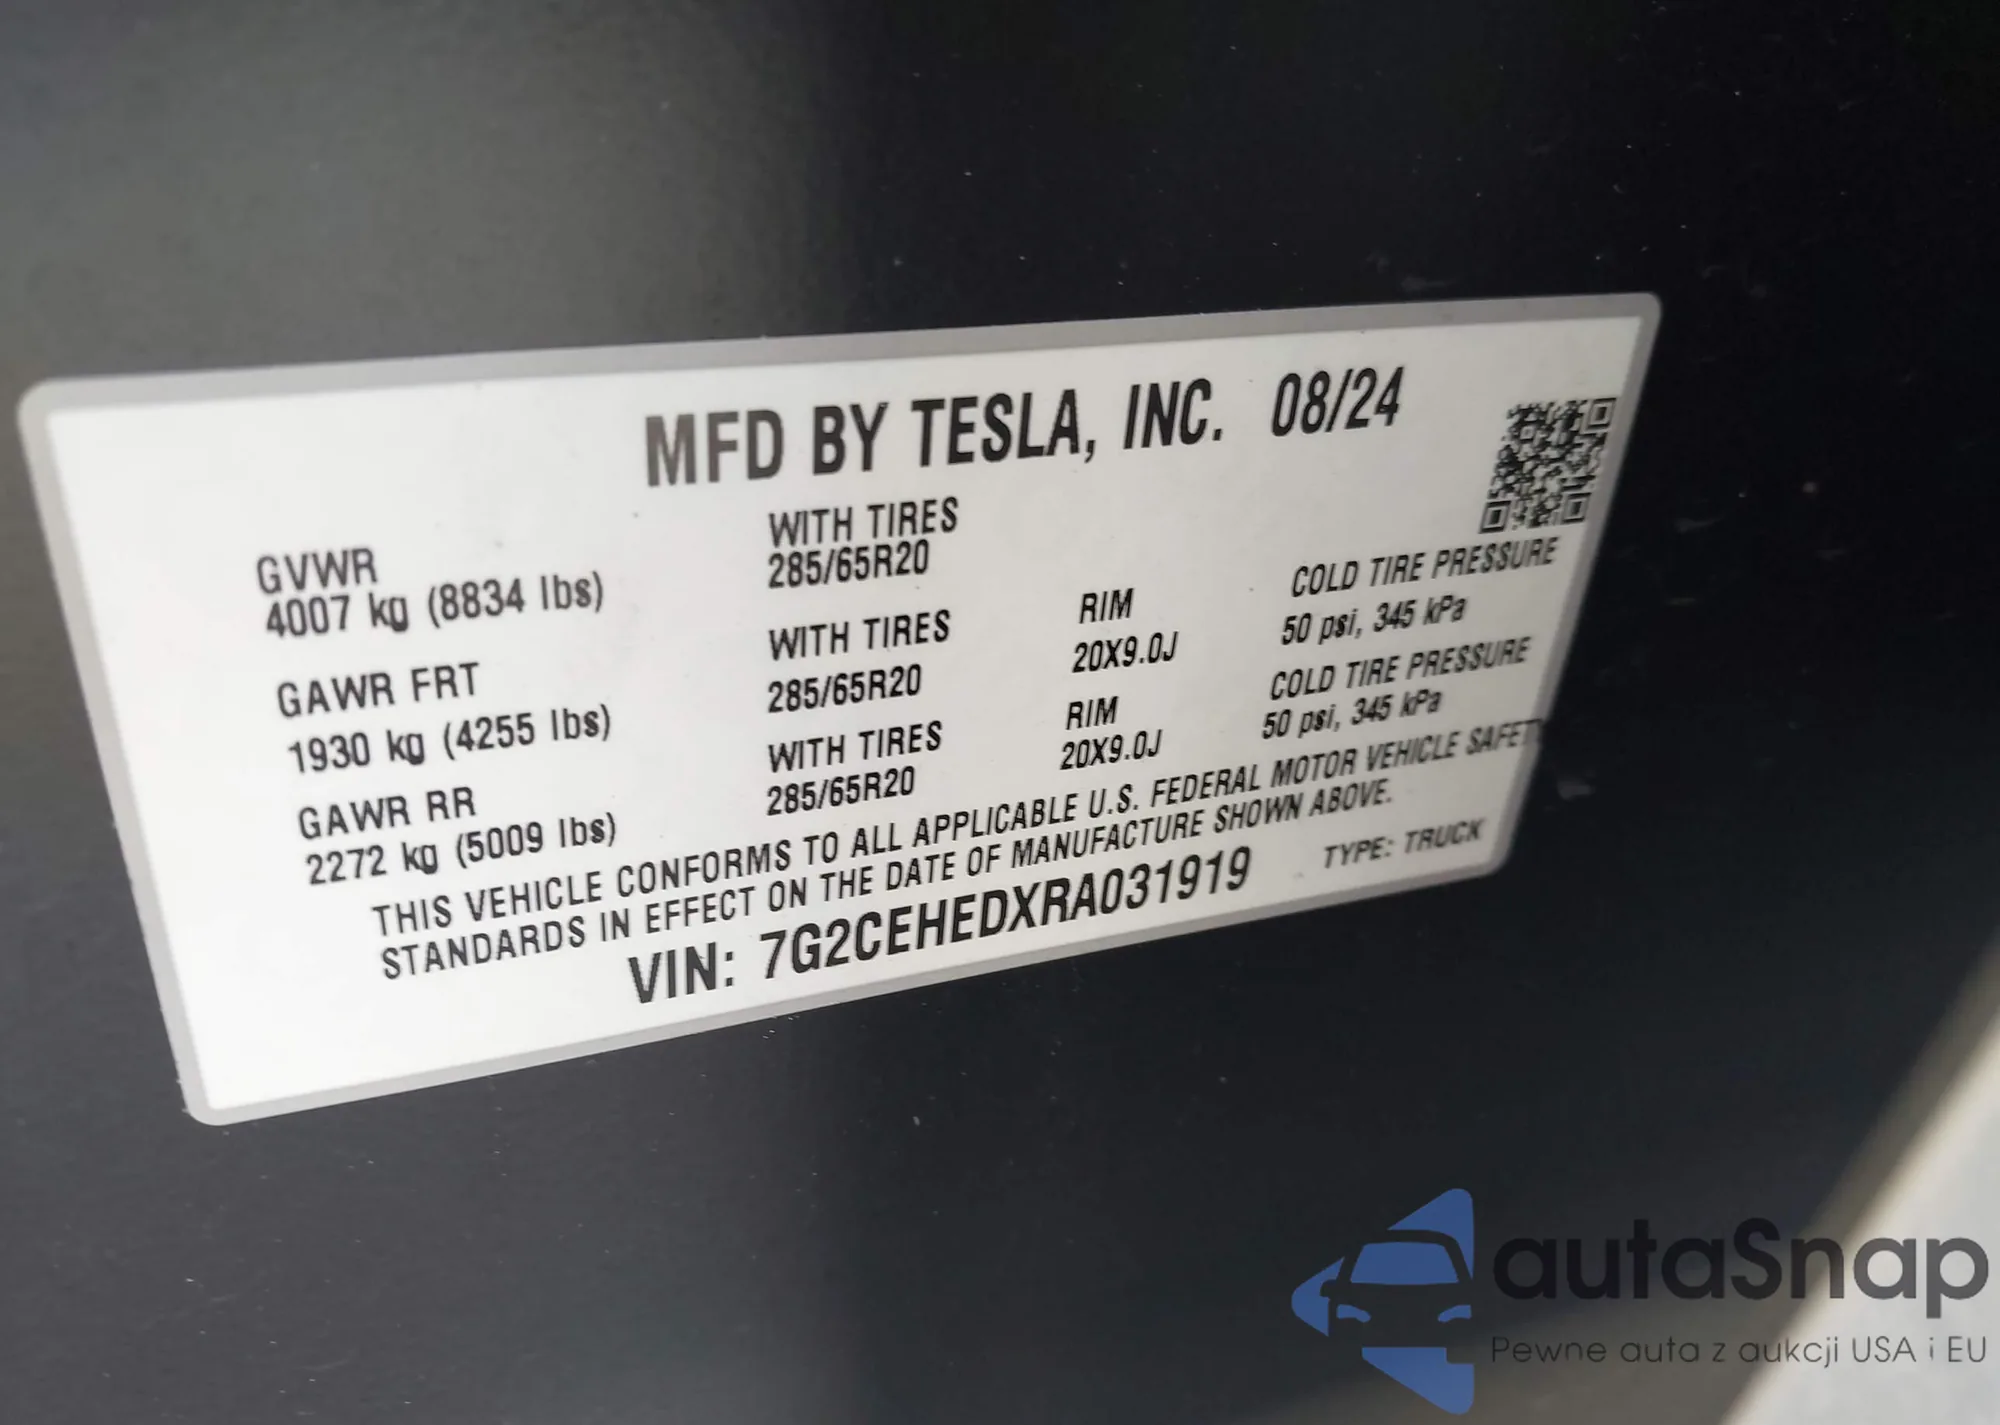 MFD BY TESLA, INC. 08/24
GVWR
4007 kg (8834 lbs)
WITH TIRES
285/65R20
GAWR FRT
1930 kg (4255 lbs)
WITH TIRES
285/65R20
RIM
20X9.0J
COLD TIRE PRESSURE
50 psi, 345 kPa
GAWR RR
2272 kg (5009 lbs)
WITH TIRES
285/65R20
RIM
20X9.0J
COLD TIRE PRESSURE
50 psi, 345 kPa
THIS VEHICLE CONFORMS TO ALL APPLICABLE U.S. FEDERAL MOTOR VEHICLE SAFETY
STANDARDS IN EFFECT ON THE DATE OF MANUFACTURE SHOWN ABOVE.
VIN: 7G2CEHEDXRA031919
TYPE: TRUCK
autaSnap
Pewne auta z aukcji USA i EU